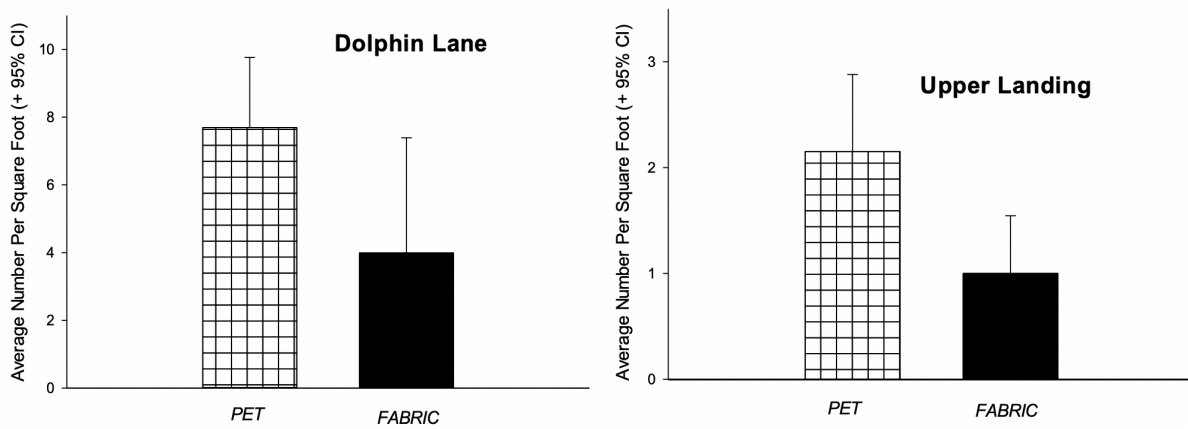 Dolphin Lane
Average Number Per Square Foot (+ 95% CI)
10
8
6
4
2
0
PET
FABRIC
Upper Landing
Average Number Per Square Foot (+ 95% CI)
3
2
1
0
PET
FABRIC